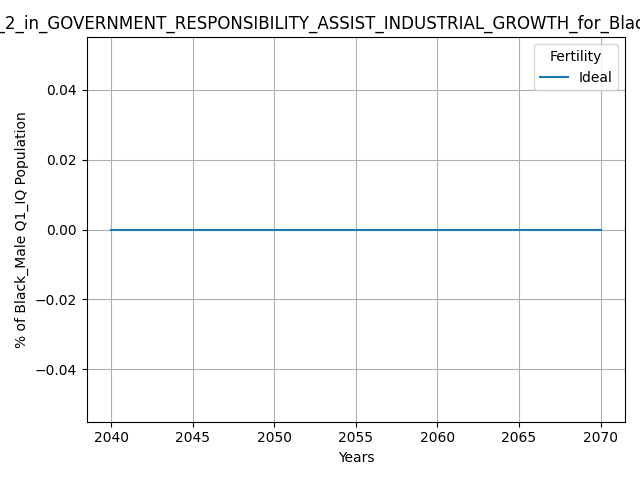 _2_in_GOVERNMENT_RESPONSIBILITY_ASSIST_INDUSTRIAL_GROWTH_for_Blac
Fertility
Ideal
0.04
0.02
0.00
−0.02
−0.04
% of Black_Male Q1_IQ Population
2040 2045 2050 2055 2060 2065 2070
Years